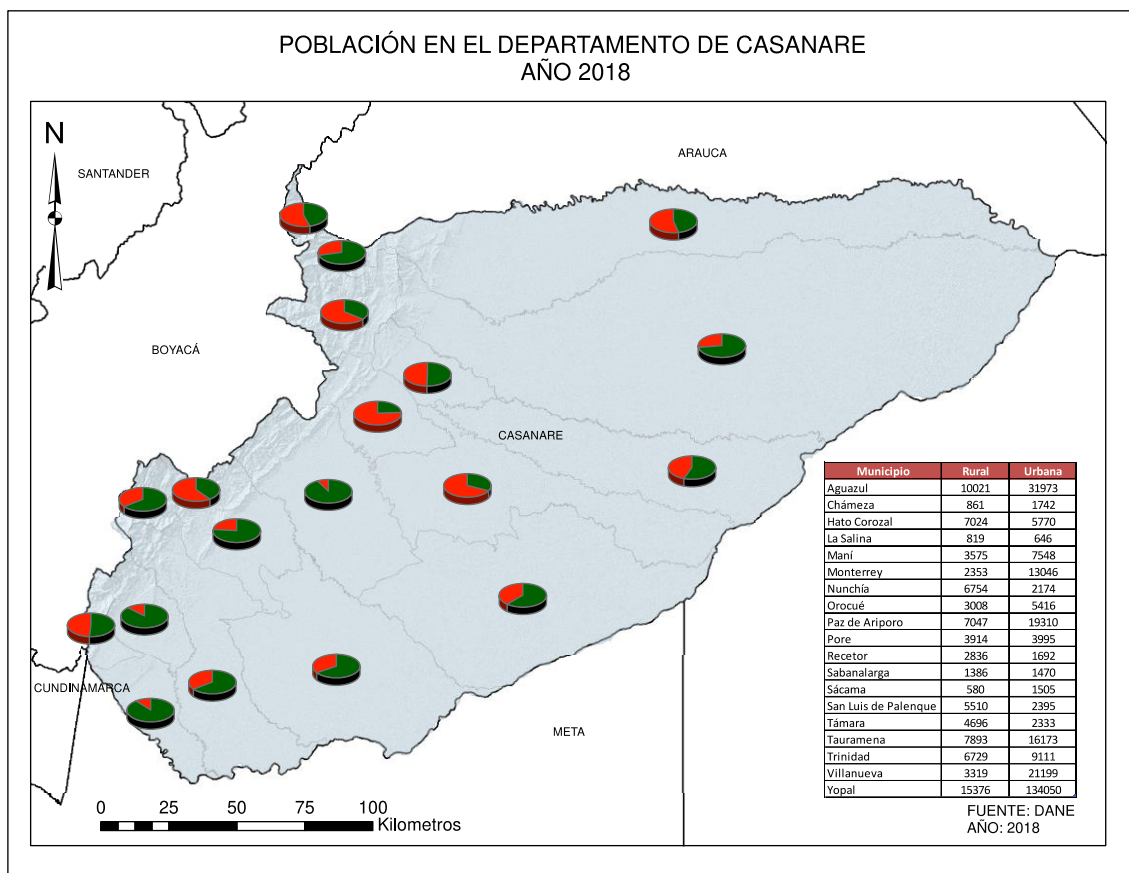 POBLACIÓN EN EL DEPARTAMENTO DE CASANARE
AÑO 2018
N
SANTANDER
ARAUCA
BOYACÁ
CASANARE
CUNDINAMARCA
META
Municipio Rural Urbana
Aguazul 10021 31973
Chámeza 861 1742
Hato Corozal 7024 5770
La Salina 819 646
Maní 3575 7548
Monterrey 2353 13046
Nunchía 6754 2174
Orocué 3008 5416
Paz de Ariporo 7047 19310
Pore 3914 3995
Recetor 2836 1692
Sabanalarga 1386 1470
Sácama 580 1505
San Luis de Palenque 5510 2395
Támara 4696 2333
Tauramena 7893 16173
Trinidad 6729 9111
Villanueva 3319 21199
Yopal 15376 134050
FUENTE: DANE
AÑO: 2018
0 25 50 75 100
Kilometros